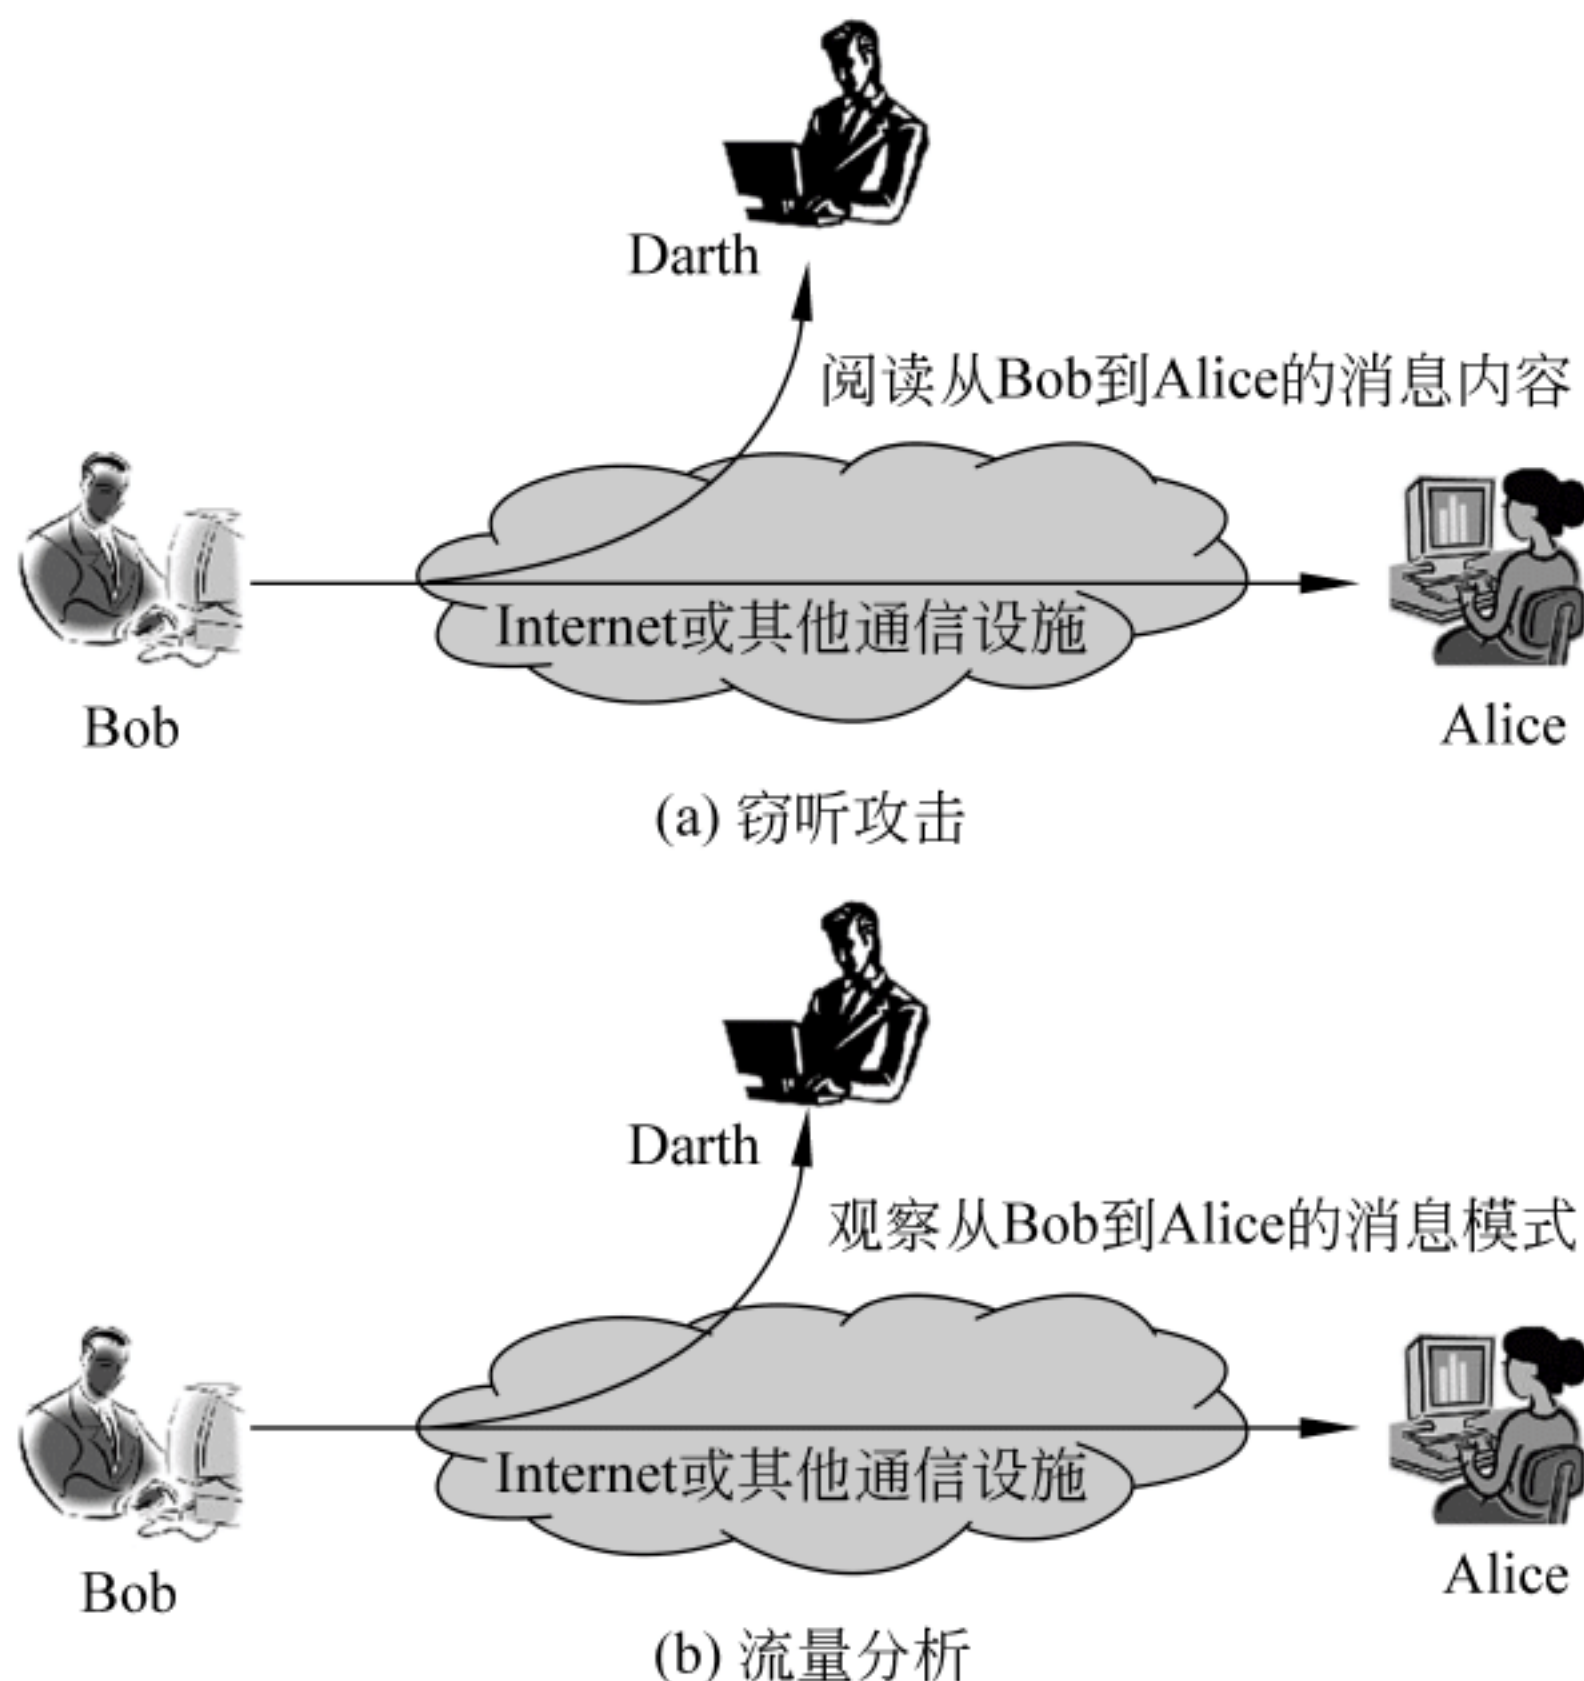 Darth
阅读从Bob到Alice的消息内容
Internet或其他通信设施
Bob
Alice
(a) 窃听攻击
Darth
观察从Bob到Alice的消息模式
Internet或其他通信设施
Bob
Alice
(b) 流量分析